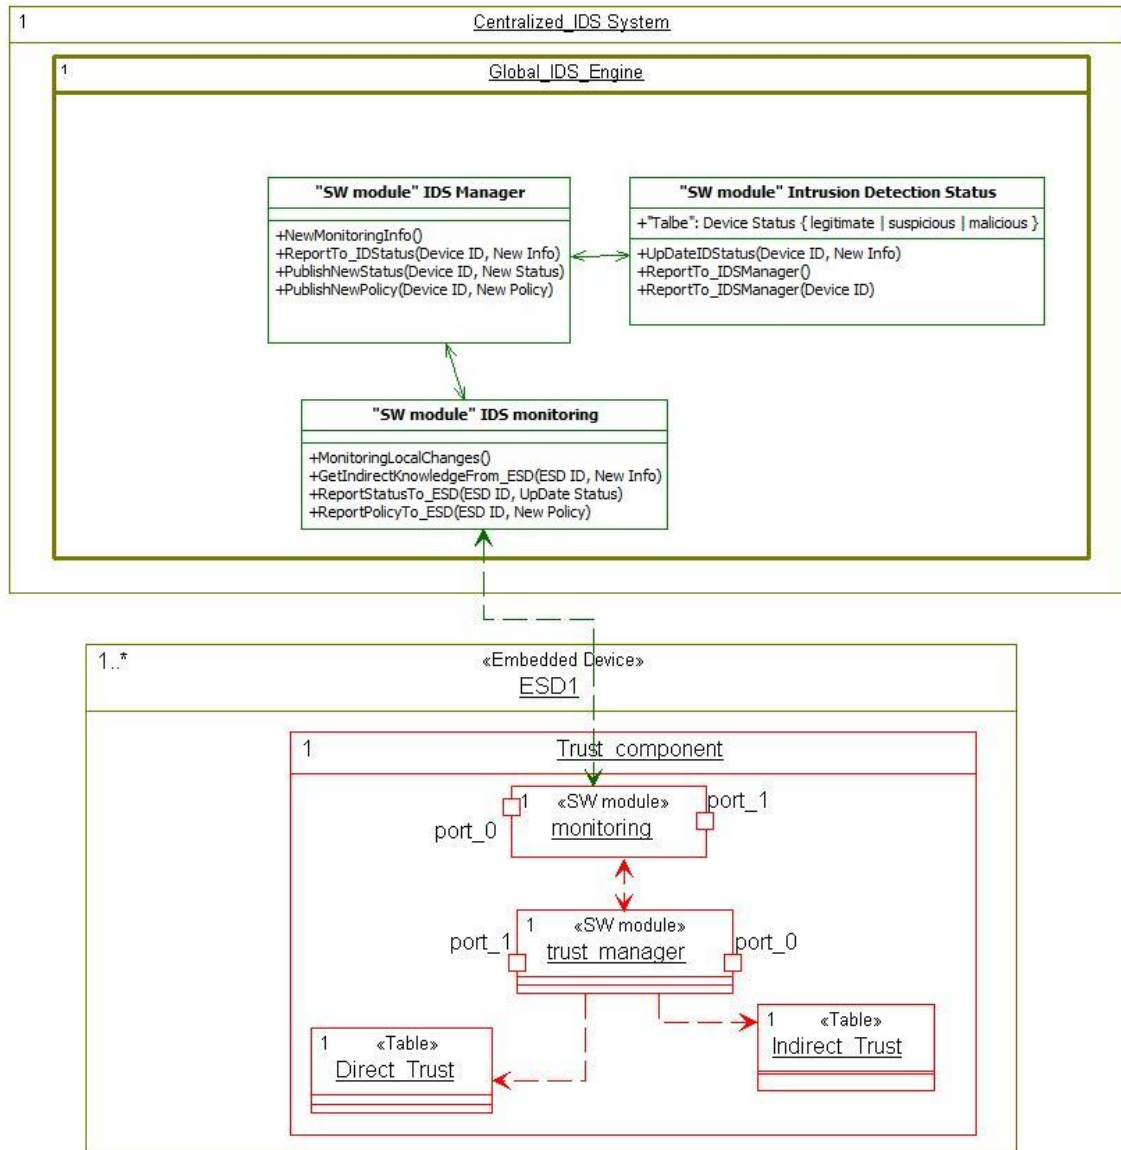 1
Centralized_IDS System
1
Global_IDS_Engine
"SW module" IDS Manager
+NewMonitoringInfo()
+ReportTo_IDStatus(Device ID, New Info)
+PublishNewStatus(Device ID, New Status)
+PublishNewPolicy(Device ID, New Policy)
"SW module" Intrusion Detection Status
+"Talbe": Device Status { legitimate | suspicious | malicious }
+UpDateIDStatus(Device ID, New Info)
+ReportTo_IDSManager()
+ReportTo_IDSManager(Device ID)
"SW module" IDS monitoring
+MonitoringLocalChanges()
+GetIndirectKnowledgeFrom_ESD(ESD ID, New Info)
+ReportStatusTo_ESD(ESD ID, UpDate Status)
+ReportPolicyTo_ESD(ESD ID, New Policy)
1..*
«Embedded Device»
ESD1
1
Trust_component
1
«SW module»
monitoring
port_0
port_1
1
«SW module»
trust_manager
port_1
port_0
1
«Table»
Direct_Trust
1
«Table»
Indirect_Trust